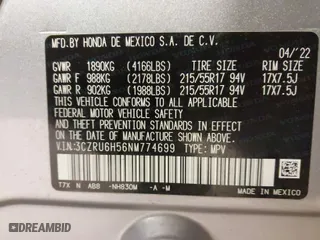 MFD.BY HONDA DE MEXICO S.A. DE C.V.
04/'22
GVWR 1890KG (4166LBS) TIRE SIZE RIM SIZE
GAWR F 988KG (2178LBS) 215/55R17 94V 17X7.5J
GAWR R 902KG (1988LBS) 215/55R17 94V 17X7.5J
THIS VEHICLE CONFORMS TO ALL APPLICABLE
FEDERAL MOTOR VEHICLE SAFETY, BUMPER AND
THEFT PREVENTION STANDARDS IN EFFECT ON THE
DATE OF MANUFACTURE SHOWN ABOVE.
V.I.N:3CZRU6H56NM774699 TYPE: MPV
T7X N AB8 -NH830M -A -M
MADE IN MEXICO
DREAMBID
DREAMBID.COM